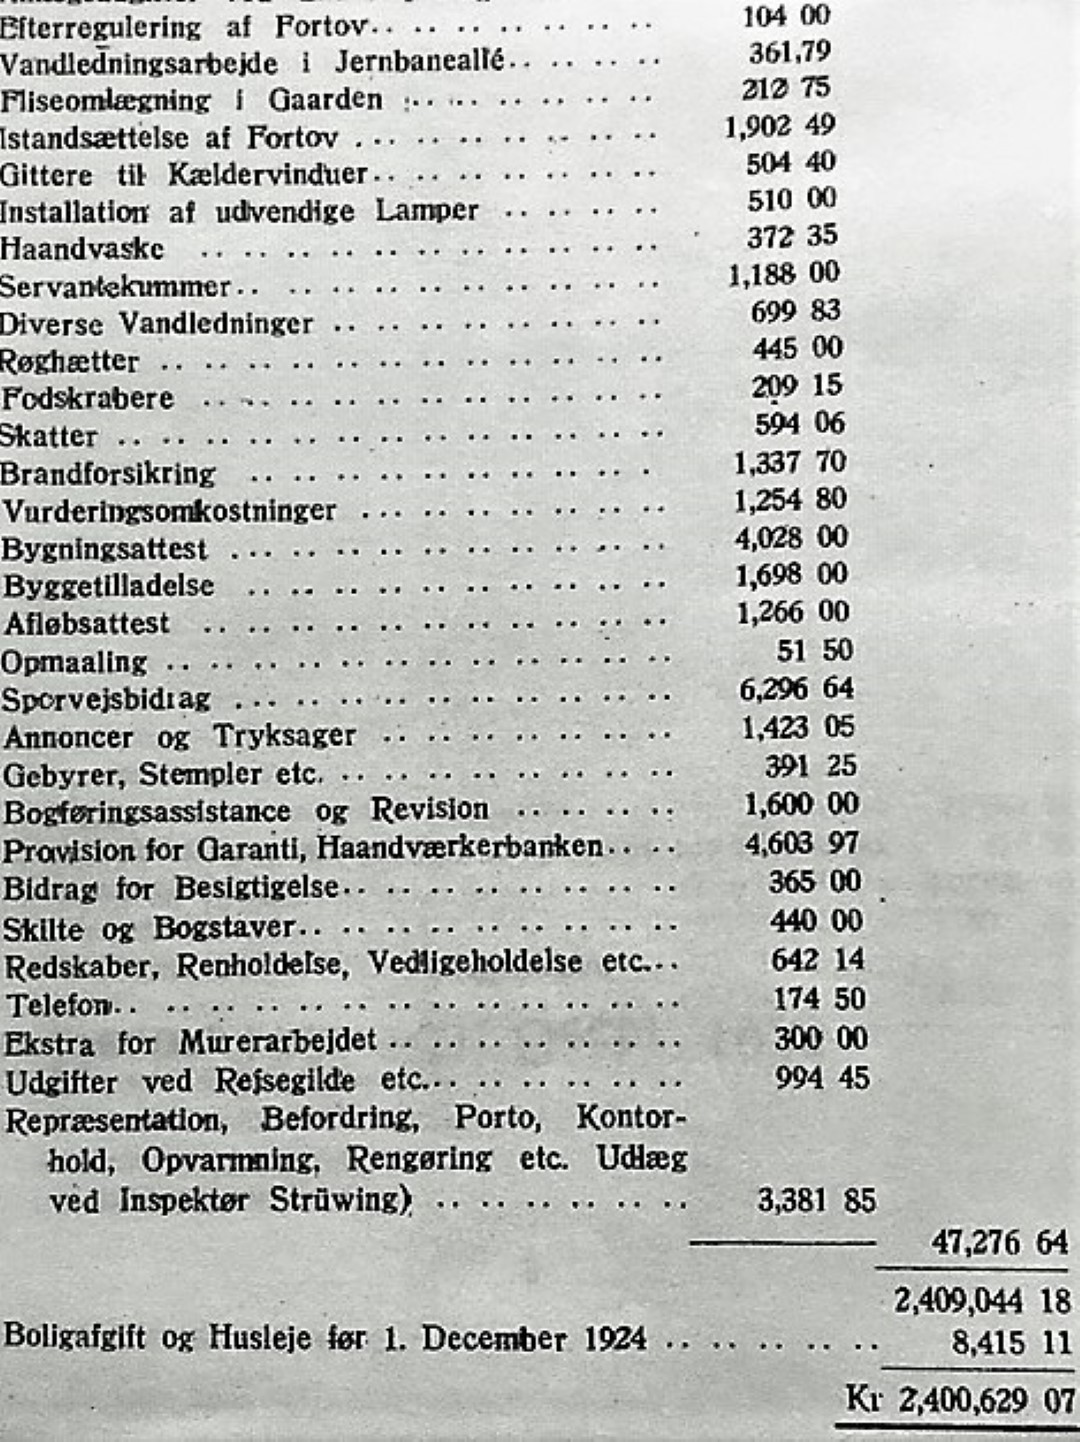 Efterregulering af Fortov.. .. .. .. .. .. .. .. 104 00
Vandledningsarbejde i Jernbaneallé.. .. .. .. 361,79
Fliseomlægning i Gaarden .. .. .. .. .. .. .. 212 75
Istandsættelse af Fortov .. .. .. .. .. .. .. .. 1,902 49
Gittere til Kældervinduer.. .. .. .. .. .. .. .. 504 40
Installation af udvendige Lamper .. .. .. .. 510 00
Haandvaske .. .. .. .. .. .. .. .. .. .. .. 372 35
Servantekummer.. .. .. .. .. .. .. .. .. .. .. 1,188 00
Diverse Vandledninger .. .. .. .. .. .. .. .. 699 83
Røghætter .. .. .. .. .. .. .. .. .. .. .. .. 445 00
Fodskrabere .. .. .. .. .. .. .. .. .. .. .. 209 15
Skatter .. .. .. .. .. .. .. .. .. .. .. .. .. 594 06
Brandforsikring .. .. .. .. .. .. .. .. .. .. 1,337 70
Vurderingsomkostninger .. .. .. .. .. .. .. .. 1,254 80
Bygningsattest .. .. .. .. .. .. .. .. .. .. .. 4,028 00
Byggetilladelse .. .. .. .. .. .. .. .. .. .. 1,698 00
Afløbsattest .. .. .. .. .. .. .. .. .. .. .. 1,266 00
Opmaaling .. .. .. .. .. .. .. .. .. .. .. .. 51 50
Sporvejsbidrag .. .. .. .. .. .. .. .. .. .. .. 6,296 64
Annoncer og Tryksager .. .. .. .. .. .. .. 1,423 05
Gebyrer, Stempler etc. .. .. .. .. .. .. .. .. 391 25
Bogføringsassistance og Revision .. .. .. .. 1,600 00
Provision for Garanti, Haandværkerbanken.. .. 4,603 97
Bidrag for Besigtigelse.. .. .. .. .. .. .. .. 365 00
Skilte og Bogstaver.. .. .. .. .. .. .. .. .. 440 00
Redskaber, Renholdelse, Vedligeholdelse etc... 642 14
Telefon.. .. .. .. .. .. .. .. .. .. .. .. .. 174 50
Ekstra for Murerarbejdet .. .. .. .. .. .. .. 300 00
Udgifter ved Rejsegilde etc... .. .. .. .. .. 994 45
Repræsentation, Befordring, Porto, Kontor-
hold, Opvarmning, Rengøring etc. Udlæg
ved Inspektør Strüwing) .. .. .. .. .. .. .. 3,381 85
47,276 64
2,409,044 18
Boligafgift og Husleje før 1. December 1924 .. .. .. .. .. 8,415 11
Kr 2,400,629 07